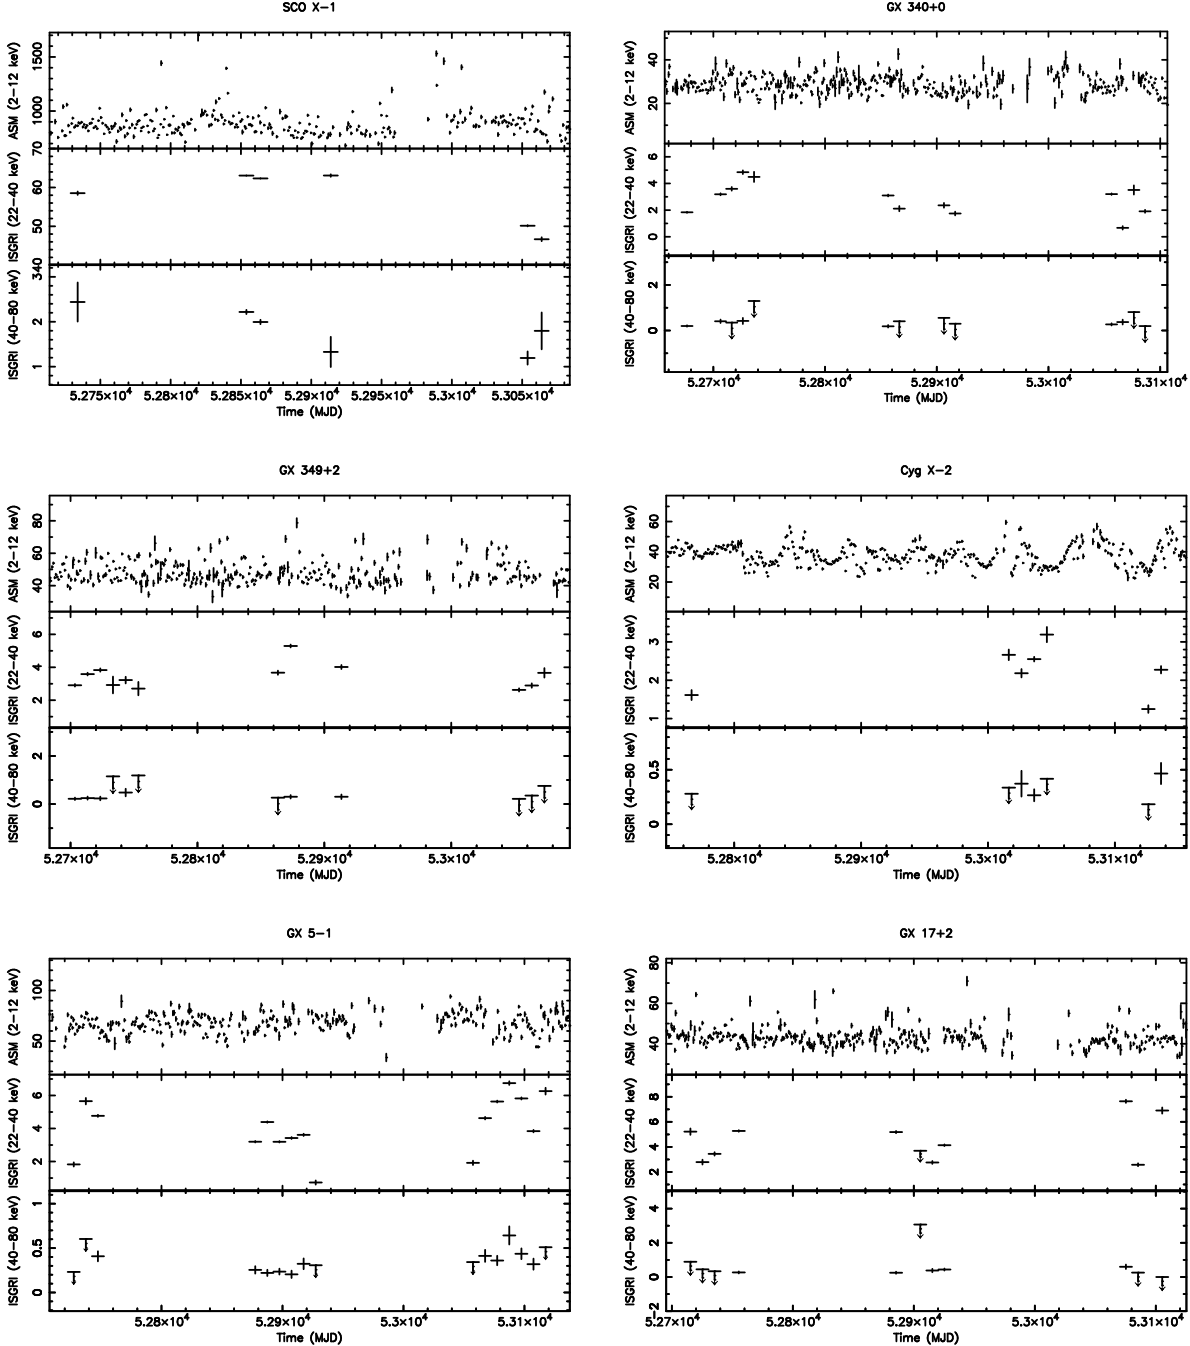 SCO X−1
ASM (2−12 keV)
1500
1000
70
ISGRI (22−40 keV)
70
60
50
40
ISGRI (40−80 keV)
3
2
1
5.275×10⁴ 5.28×10⁴ 5.285×10⁴ 5.29×10⁴ 5.295×10⁴ 5.3×10⁴ 5.305×10⁴
Time (MJD)
GX 340+0
ASM (2−12 keV)
40
20
ISGRI (22−40 keV)
6
4
2
0
ISGRI (40−80 keV)
2
0
5.27×10⁴ 5.28×10⁴ 5.29×10⁴ 5.3×10⁴ 5.31×10⁴
Time (MJD)
GX 349+2
ASM (2−12 keV)
80
60
40
ISGRI (22−40 keV)
6
4
2
ISGRI (40−80 keV)
2
0
5.27×10⁴ 5.28×10⁴ 5.29×10⁴ 5.3×10⁴
Time (MJD)
Cyg X−2
ASM (2−12 keV)
60
40
20
ISGRI (22−40 keV)
3
2
1
ISGRI (40−80 keV)
0.5
0
5.28×10⁴ 5.29×10⁴ 5.3×10⁴ 5.31×10⁴
Time (MJD)
GX 5−1
ASM (2−12 keV)
100
50
ISGRI (22−40 keV)
6
4
2
ISGRI (40−80 keV)
1
0.5
0
5.28×10⁴ 5.29×10⁴ 5.3×10⁴ 5.31×10⁴
Time (MJD)
GX 17+2
ASM (2−12 keV)
80
60
40
ISGRI (22−40 keV)
8
6
4
2
ISGRI (40−80 keV)
4
2
0
−2
5.27×10⁴ 5.28×10⁴ 5.29×10⁴ 5.3×10⁴ 5.31×10⁴
Time (MJD)